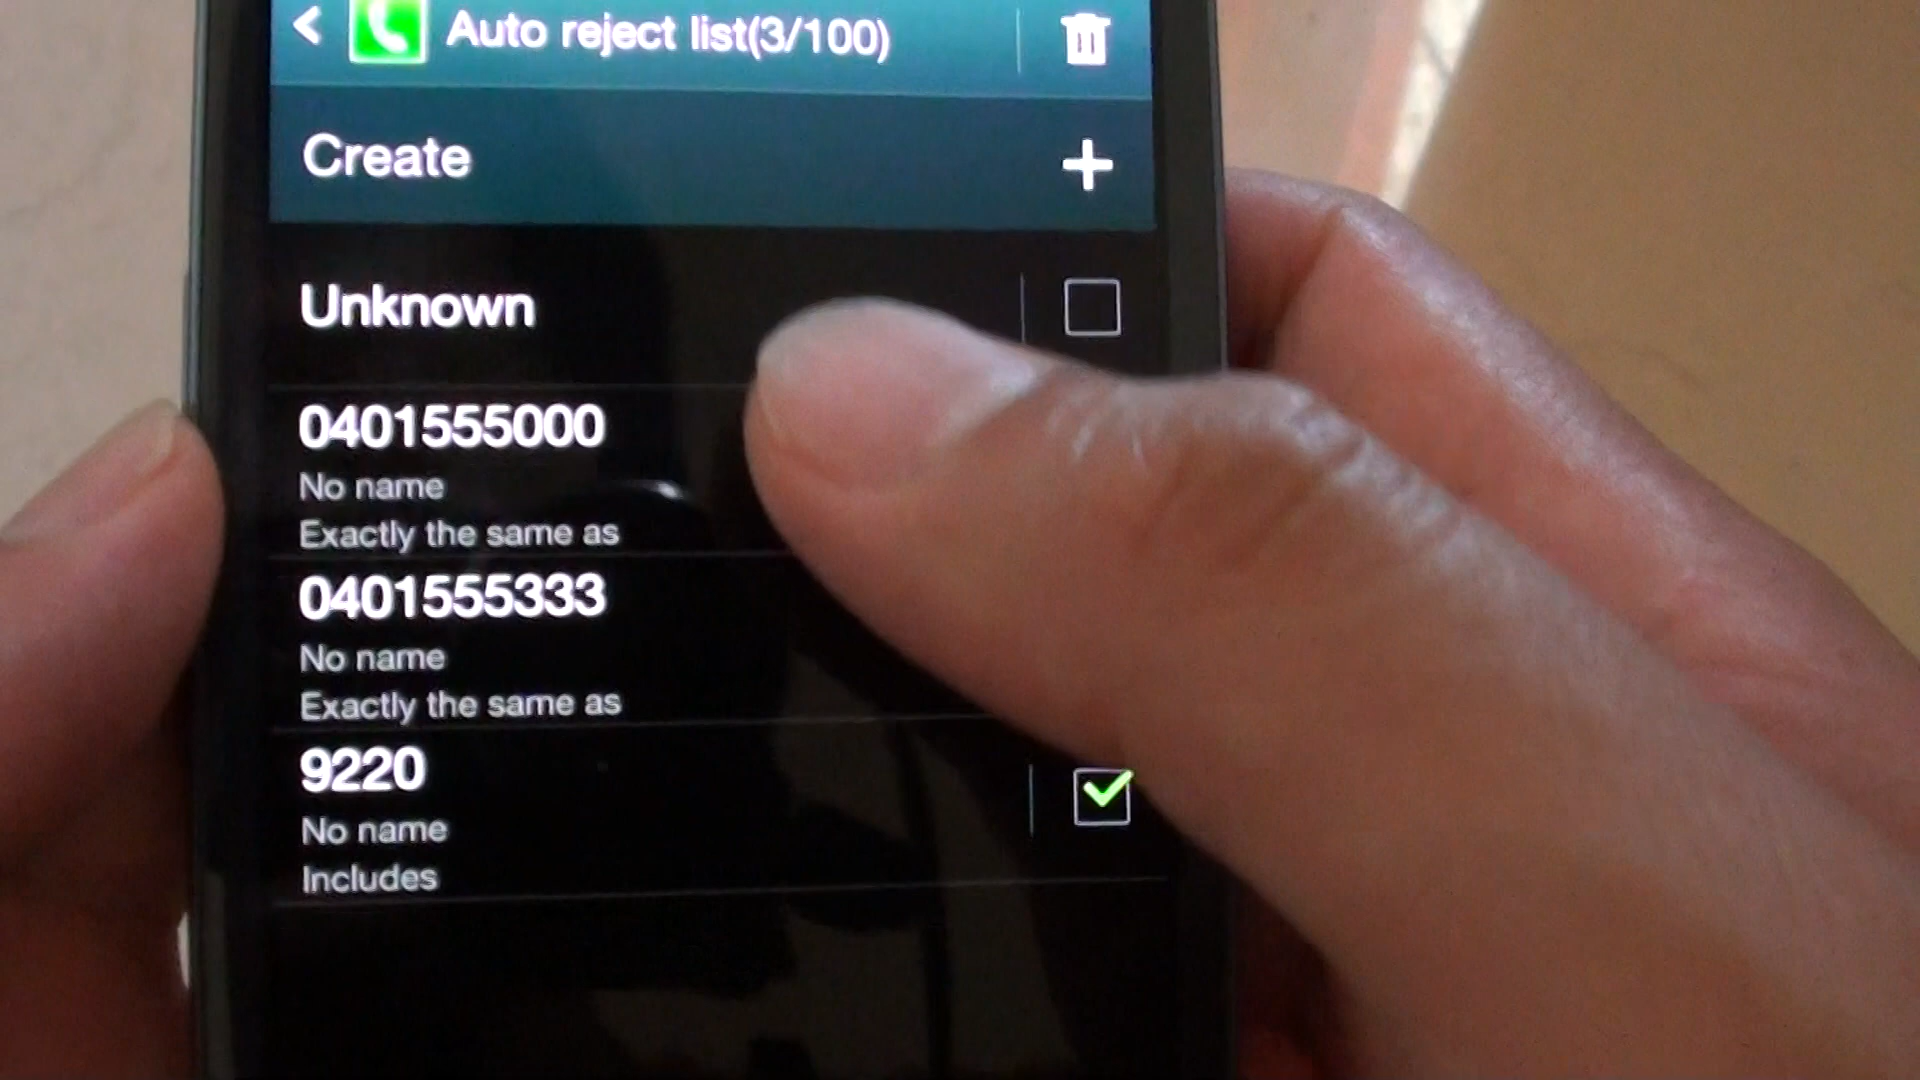 Auto reject list(3/100)
Create
Unknown
0401555000
No name
Exactly the same as
0401555333
No name
Exactly the same as
9220
No name
Includes